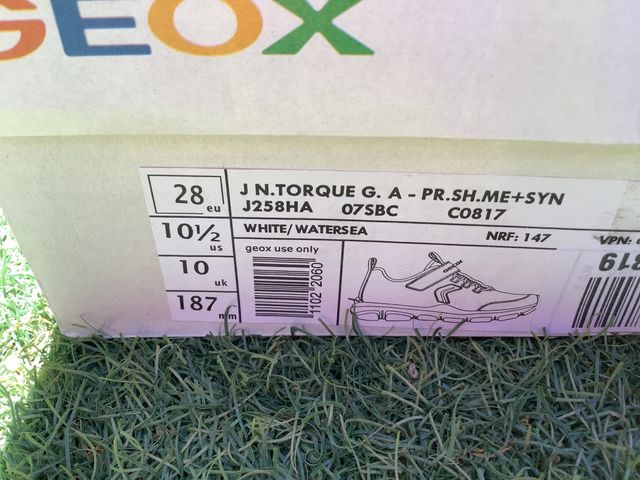 GEOX
28 eu
J N.TORQUE G. A - PR.SH.ME+SYN
J258HA 07SBC C0817
10½ us
WHITE/WATERSEA
NRF: 147
VPN:
geox use only
10 uk
187 mm
1102 2060
819
GEOX